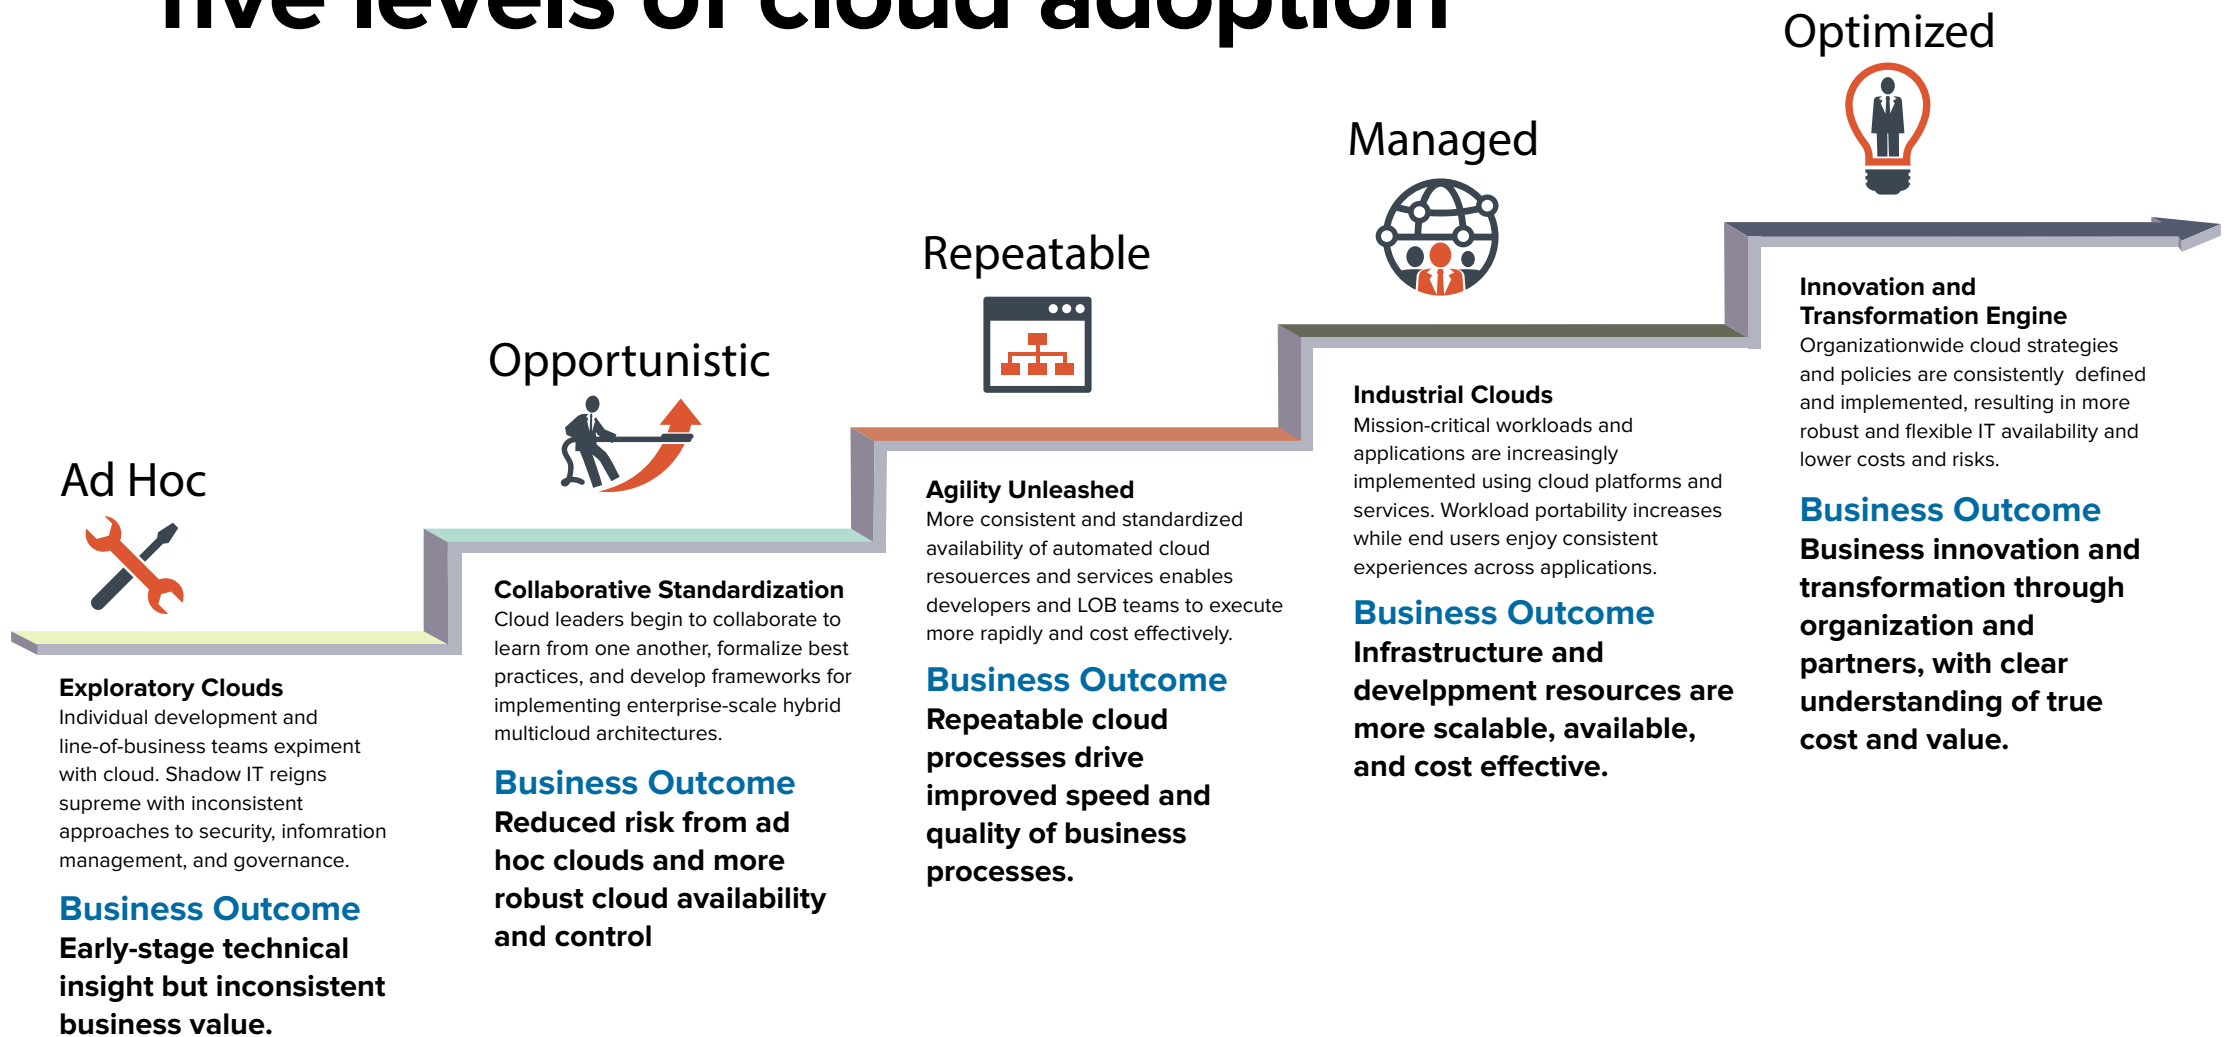 five levels of cloud adoption
Ad Hoc
Exploratory Clouds
Individual development and
line-of-business teams expiment
with cloud. Shadow IT reigns
supreme with inconsistent
approaches to security, infomration
management, and governance.
Business Outcome
Early-stage technical
insight but inconsistent
business value.
Opportunistic
Collaborative Standardization
Cloud leaders begin to collaborate to
learn from one another, formalize best
practices, and develop frameworks for
implementing enterprise-scale hybrid
multicloud architectures.
Business Outcome
Reduced risk from ad
hoc clouds and more
robust cloud availability
and control
Repeatable
Agility Unleashed
More consistent and standardized
availability of automated cloud
resouerces and services enables
developers and LOB teams to execute
more rapidly and cost effectively.
Business Outcome
Repeatable cloud
processes drive
improved speed and
quality of business
processes.
Managed
Industrial Clouds
Mission-critical workloads and
applications are increasingly
implemented using cloud platforms and
services. Workload portability increases
while end users enjoy consistent
experiences across applications.
Business Outcome
Infrastructure and
develppment resources are
more scalable, available,
and cost effective.
Optimized
Innovation and
Transformation Engine
Organizationwide cloud strategies
and policies are consistently defined
and implemented, resulting in more
robust and flexible IT availability and
lower costs and risks.
Business Outcome
Business innovation and
transformation through
organization and
partners, with clear
understanding of true
cost and value.